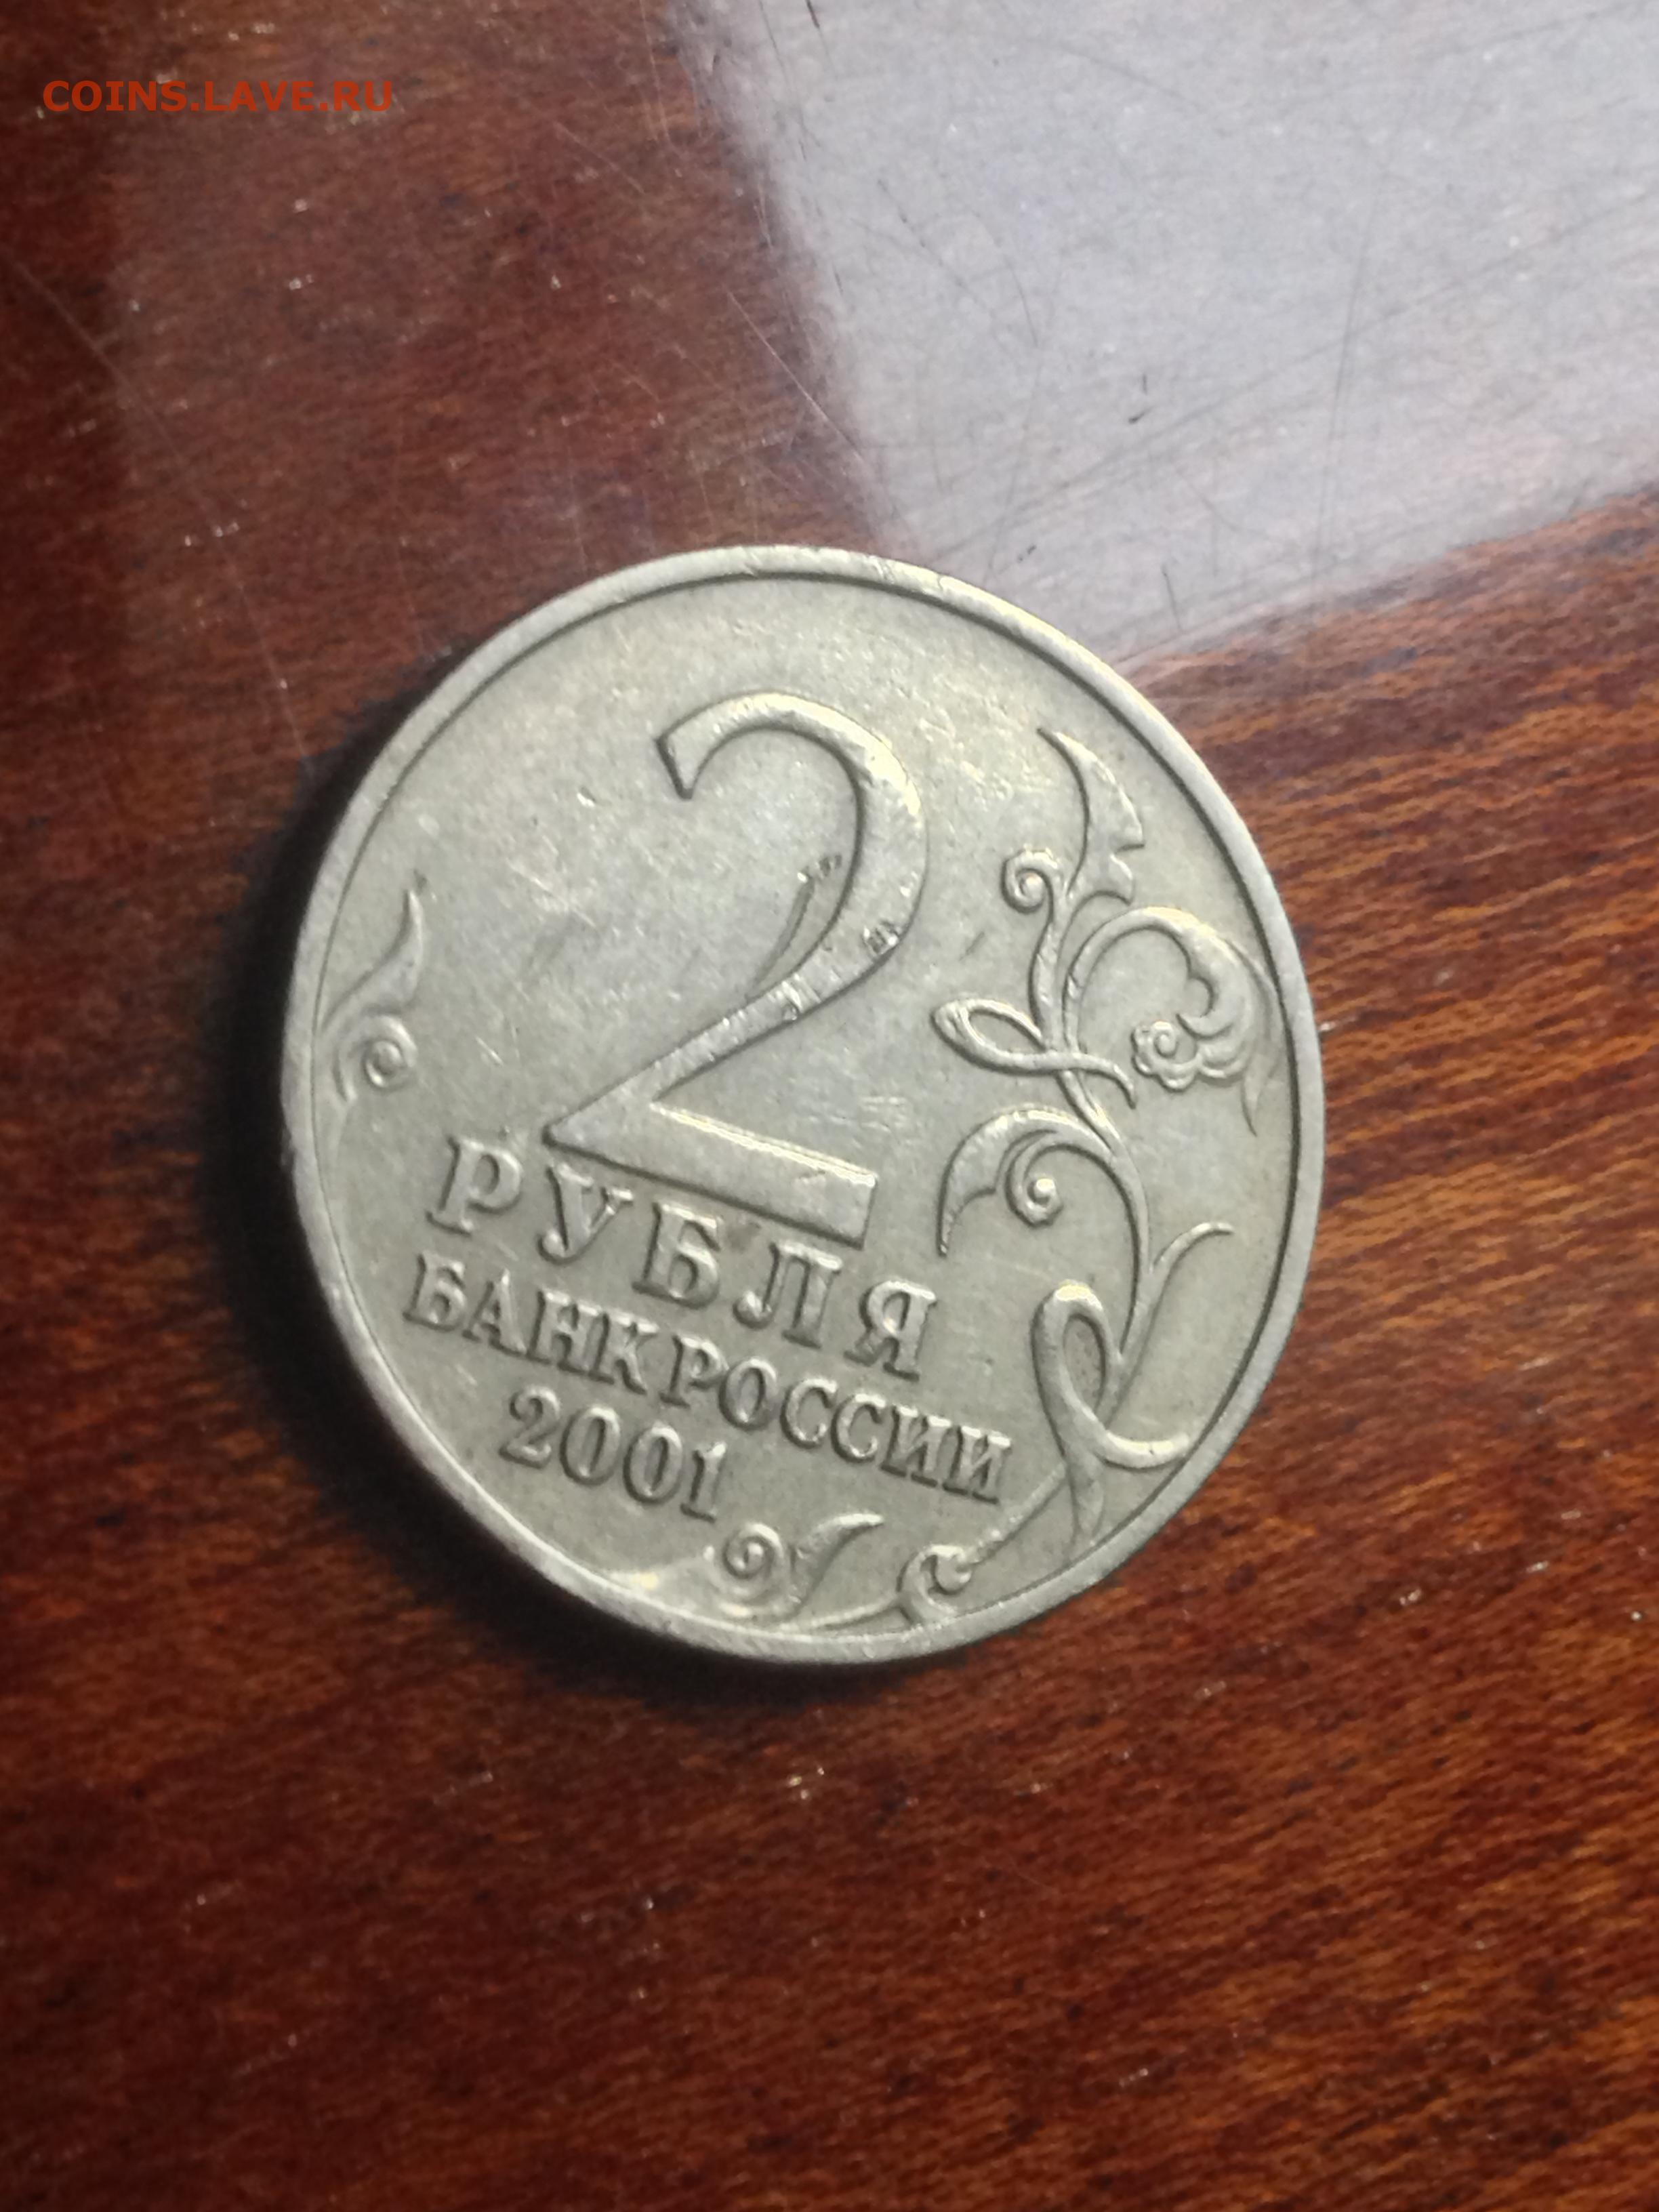 COINS.LAVE.RU
2
РУБЛЯ
БАНК РОССИИ
2001